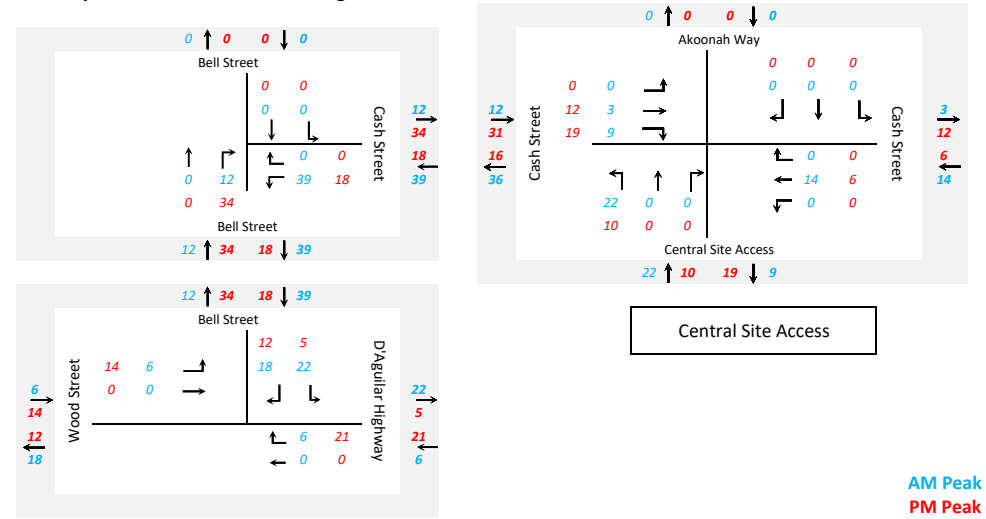 0 0 0 0
Bell Street
0 0
0 0
0 0
0 12 39 18
0 34
Bell Street
12 34 18 39
Cash Street
12
34
18
39
12 34 18 39
Bell Street
12 5
14 6 18 22
0 0
6 21
0 0
Wood Street
6
14
12
18
D'Aguilar Highway
22
5
21
6
0 0 0 0
Akoonah Way
0 0 0
0 0 0 0 0
12 3
19 9
0 0
22 0 0 14 6
10 0 0 0 0
Central Site Access
22 10 19 9
Cash Street
12
31
16
36
Cash Street
3
12
6
14
Central Site Access
AM Peak
PM Peak